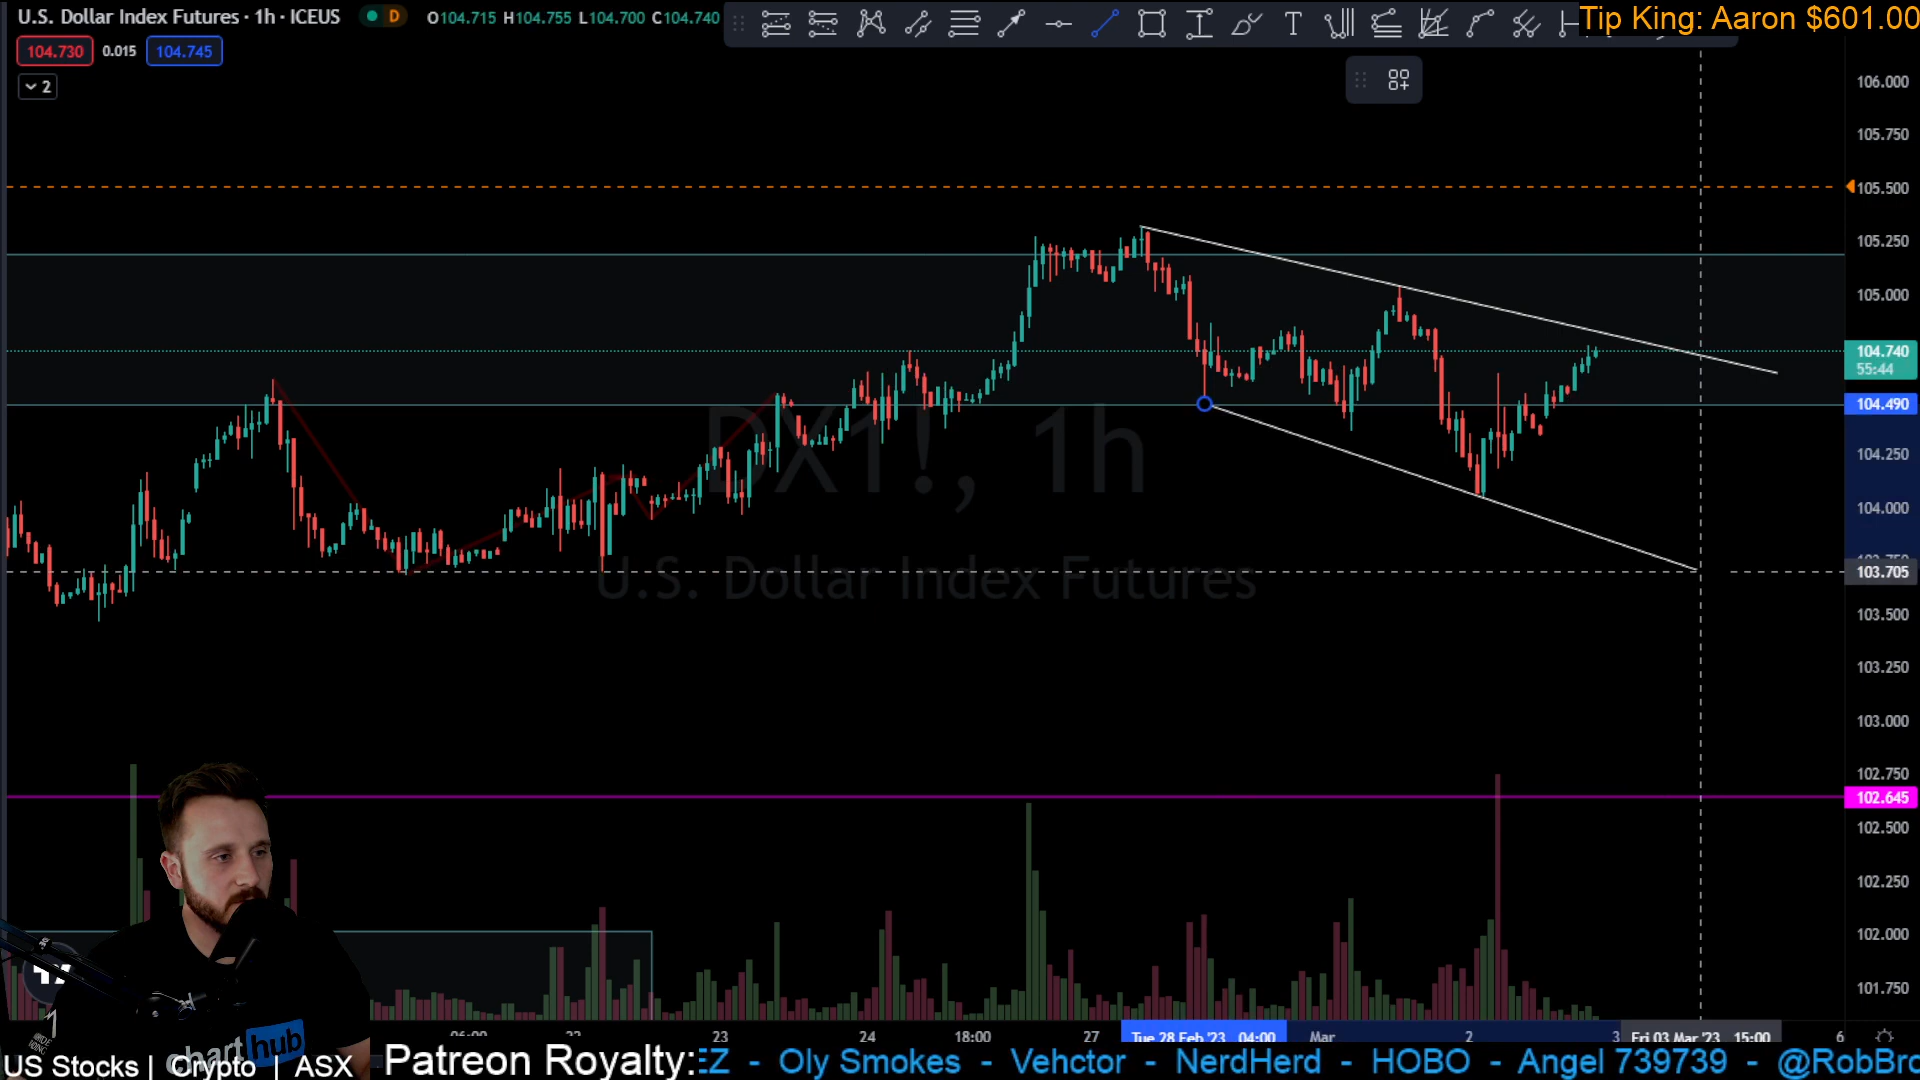 U.S. Dollar Index Futures · 1h · ICEUS D O104.715 H104.755 L104.700 C104.740
Tip King: Aaron $601.00
104.730 0.015 104.745
2
106.000
105.750
105.500
105.250
105.000
104.740
55:44
104.490
104.250
104.000
103.705
103.500
103.250
103.000
102.750
102.645
102.500
102.250
102.000
101.750
DX1!, 1h
U.S. Dollar Index Futures
23 24 18:00 27 Tue 28 Feb '23 04:00 Mar 2 3 Fri 03 Mar '23 15:00 6
chart hub
US Stocks | Crypto | ASX
Patreon Royalty: EZ - Oly Smokes - Vehctor - NerdHerd - HOBO - Angel 739739 - @RobBro